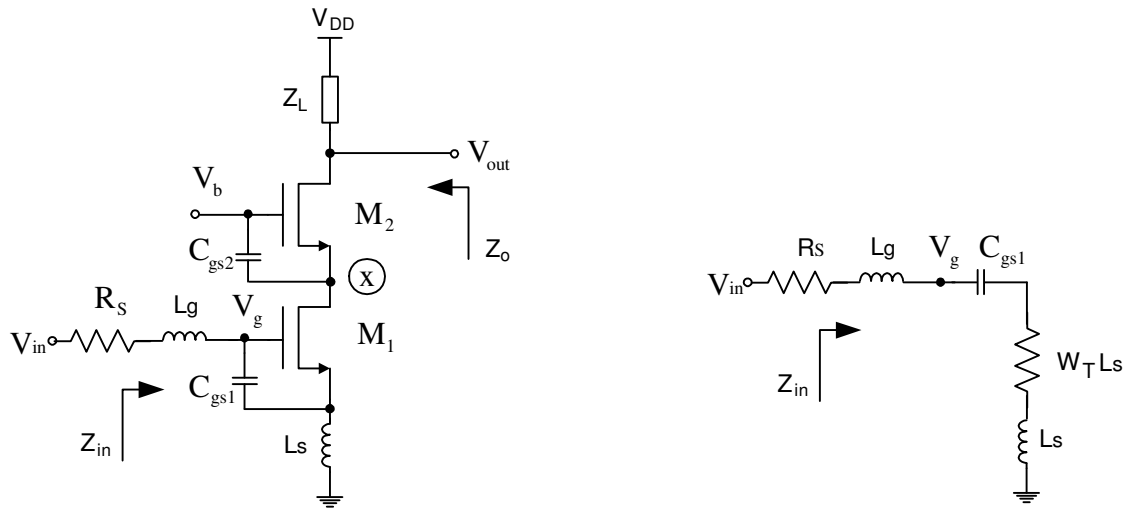 V_DD
Z_L
V_out
V_b
M_2
C_gs2
Z_o
X
R_S
Lg
V_g
V_in
M_1
C_gs1
Z_in
Ls
Rs
Lg
V_g
C_gs1
V_in
Z_in
W_T Ls
Ls